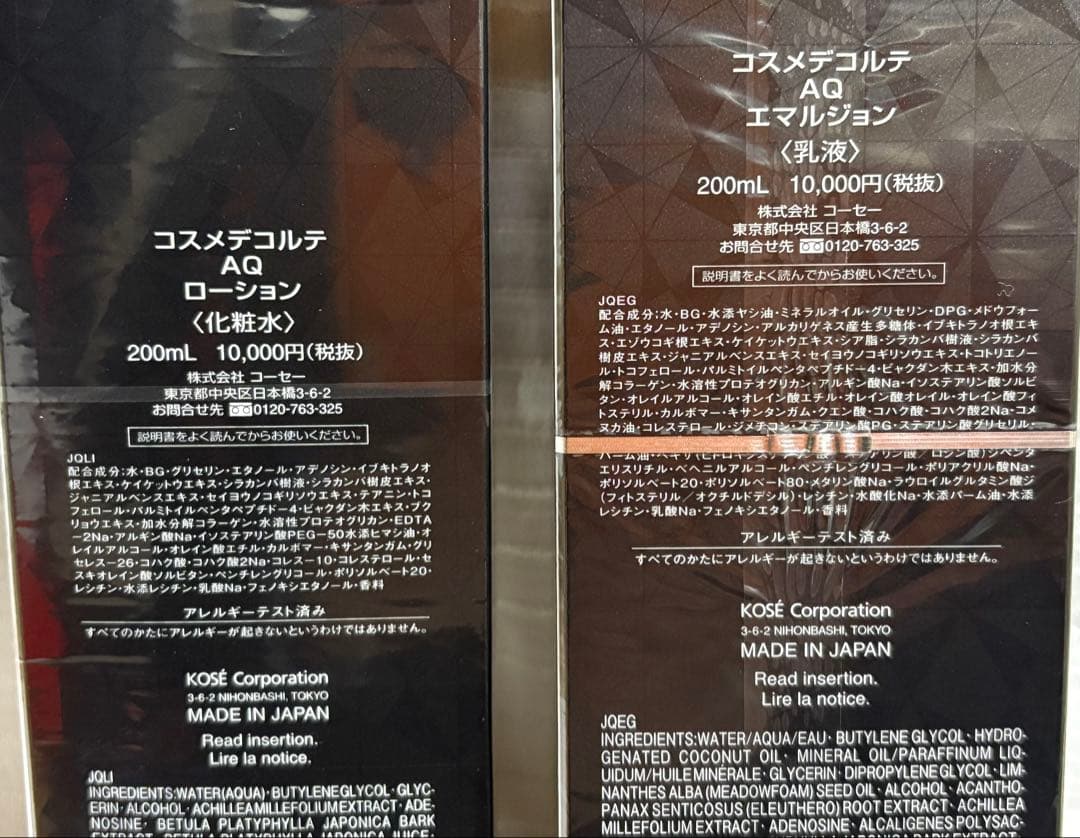 コスメデコルテ
AQ
ローション
〈化粧水〉
200mL 10,000円(税抜)
株式会社 コーセー
東京都中央区日本橋3-6-2
お問合せ先 0120-763-325
説明書をよく読んでからお使いください。
JQLI
配合成分:水・BG・グリセリン・エタノール・アデノシン・イブキトラノオ
根エキス・ケイケットウエキス・シラカンバ樹液・シラカンバ樹皮エキス・
ジャニアルベンスエキス・セイヨウノコギリソウエキス・テアニン・トコ
フェロール・パルミトイルペンタペプチド-4・ビャクダン木エキス・ブク
リョウエキス・加水分解コラーゲン・水溶性プロテオグリカン・EDTA
-2Na・アルギン酸Na・イソステアリン酸PEG-50水添ヒマシ油・オ
レイルアルコール・オレイン酸エチル・カルボマー・キサンタンガム・グリ
セレス-26・コハク酸・コハク酸2Na・コレス-10・コレステロール・セ
スキオレイン酸ソルビタン・ペンチレングリコール・ポリソルベート20・
レシチン・水添レシチン・乳酸Na・フェノキシエタノール・香料
アレルギーテスト済み
すべてのかたにアレルギーが起きないというわけではありません。
KOSÉ Corporation
3-6-2 NIHONBASHI, TOKYO
MADE IN JAPAN
Read insertion.
Lire la notice.
JQLI
INGREDIENTS:WATER(AQUA)・BUTYLENE GLYCOL・GLYC-
ERIN・ALCOHOL・ACHILLEA MILLEFOLIUM EXTRACT・ADE-
NOSINE・BETULA PLATYPHYLLA JAPONICA BARK
EXTRACT・BETULA PLATYPHYLLA JAPONICA JUICE・
コスメデコルテ
AQ
エマルジョン
〈乳液〉
200mL 10,000円(税抜)
株式会社 コーセー
東京都中央区日本橋3-6-2
お問合せ先 0120-763-325
説明書をよく読んでからお使いください。
JQEG
配合成分:水・BG・水添ヤシ油・ミネラルオイル・グリセリン・DPG・メドウフォー
ム油・エタノール・アデノシン・アルカリゲネス産生多糖体・イブキトラノオ根エキ
ス・エゾウコギ根エキス・ケイケットウエキス・シア脂・シラカンバ樹液・シラカンバ
樹皮エキス・ジャニアルベンスエキス・セイヨウノコギリソウエキス・トコトリエノー
ル・トコフェロール・パルミトイルペンタペプチド-4・ビャクダン木エキス・加水分
解コラーゲン・水溶性プロテオグリカン・アルギン酸Na・イソステアリン酸ソルビ
タン・オレイルアルコール・オレイン酸エチル・オレイン酸オレイル・オレイン酸フィ
トステリル・カルボマー・キサンタンガム・クエン酸・コハク酸・コハク酸2Na・コメ
ヌカ油・コレステロール・ジメチコン・ステアリン酸PG・ステアリン酸グリセリル・
エリスリチル・ベヘニルアルコール・ペンチレングリコール・ポリアクリル酸Na・
ポリソルベート20・ポリソルベート80・メタリン酸Na・ラウロイルグルタミン酸ジ
(フィトステリル/オクチルドデシル)・レシチン・水酸化Na・水添パーム油・水添
レシチン・乳酸Na・フェノキシエタノール・香料
アレルギーテスト済み
すべてのかたにアレルギーが起きないというわけではありません。
KOSÉ Corporation
3-6-2 NIHONBASHI, TOKYO
MADE IN JAPAN
Read insertion.
Lire la notice.
JQEG
INGREDIENTS:WATER/AQUA/EAU・BUTYLENE GLYCOL・HYDRO-
GENATED COCONUT OIL・MINERAL OIL/PARAFFINUM LIQ-
UIDUM/HUILE MINÉRALE・GLYCERIN・DIPROPYLENE GLYCOL・LIM-
NANTHES ALBA (MEADOWFOAM) SEED OIL・ALCOHOL・ACANTHO-
PANAX SENTICOSUS (ELEUTHERO) ROOT EXTRACT・ACHILLEA
MILLEFOLIUM EXTRACT・ADENOSINE・ALCALIGENES POLYSAC-